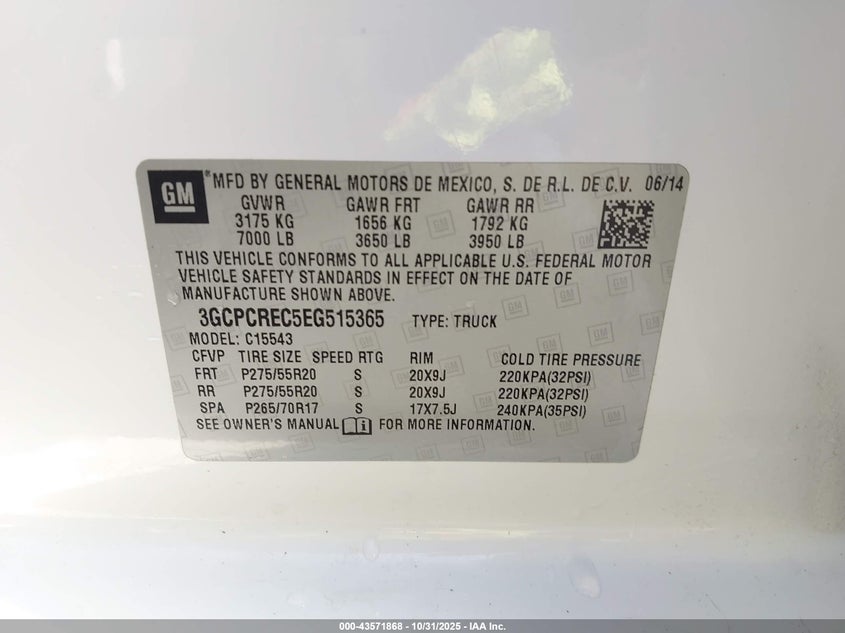 GM
® MFD BY GENERAL MOTORS DE MEXICO, S. DE R.L. DE C.V. 06/14
GVWR GAWR FRT GAWR RR
3175 KG 1656 KG 1792 KG
7000 LB 3650 LB 3950 LB
THIS VEHICLE CONFORMS TO ALL APPLICABLE U.S. FEDERAL MOTOR
VEHICLE SAFETY STANDARDS IN EFFECT ON THE DATE OF
MANUFACTURE SHOWN ABOVE.
3GCPCREC5EG515365 TYPE: TRUCK
MODEL: C15543
CFVP TIRE SIZE SPEED RTG RIM COLD TIRE PRESSURE
FRT P275/55R20 S 20X9J 220KPA(32PSI)
RR P275/55R20 S 20X9J 220KPA(32PSI)
SPA P265/70R17 S 17X7.5J 240KPA(35PSI)
SEE OWNER'S MANUAL i FOR MORE INFORMATION.
000-43571868 - 10/31/2025 - IAA Inc.